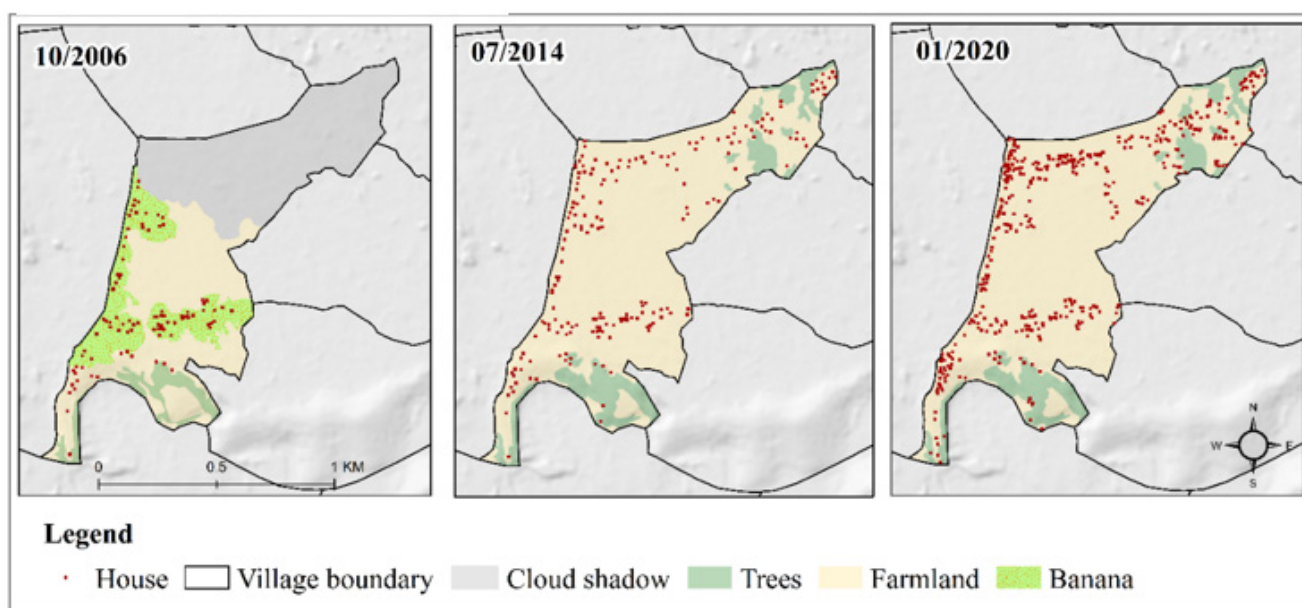 10/2006
07/2014
01/2020
0 0.5 1 KM
N
W E
S
Legend
House Village boundary Cloud shadow Trees Farmland Banana